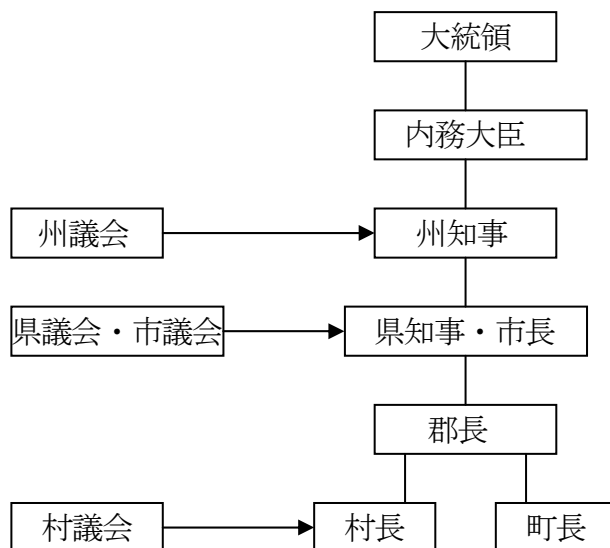 大統領
内務大臣
州議会
州知事
県議会・市議会
県知事・市長
郡長
村議会
村長
町長